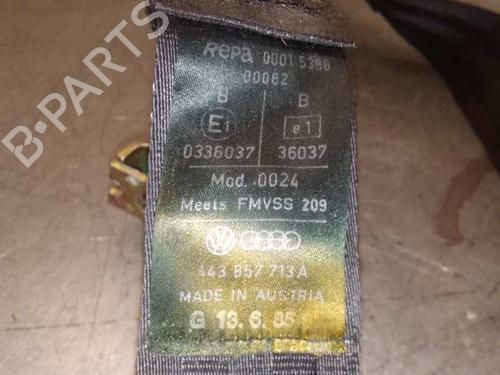 Repa 0001 5388
00082
B B
E1 e1
0336037 36037
Mod. 0024
Meets FMVSS 209
443 857 713 A
MADE IN AUSTRIA
G 13.6.85
B-PARTS